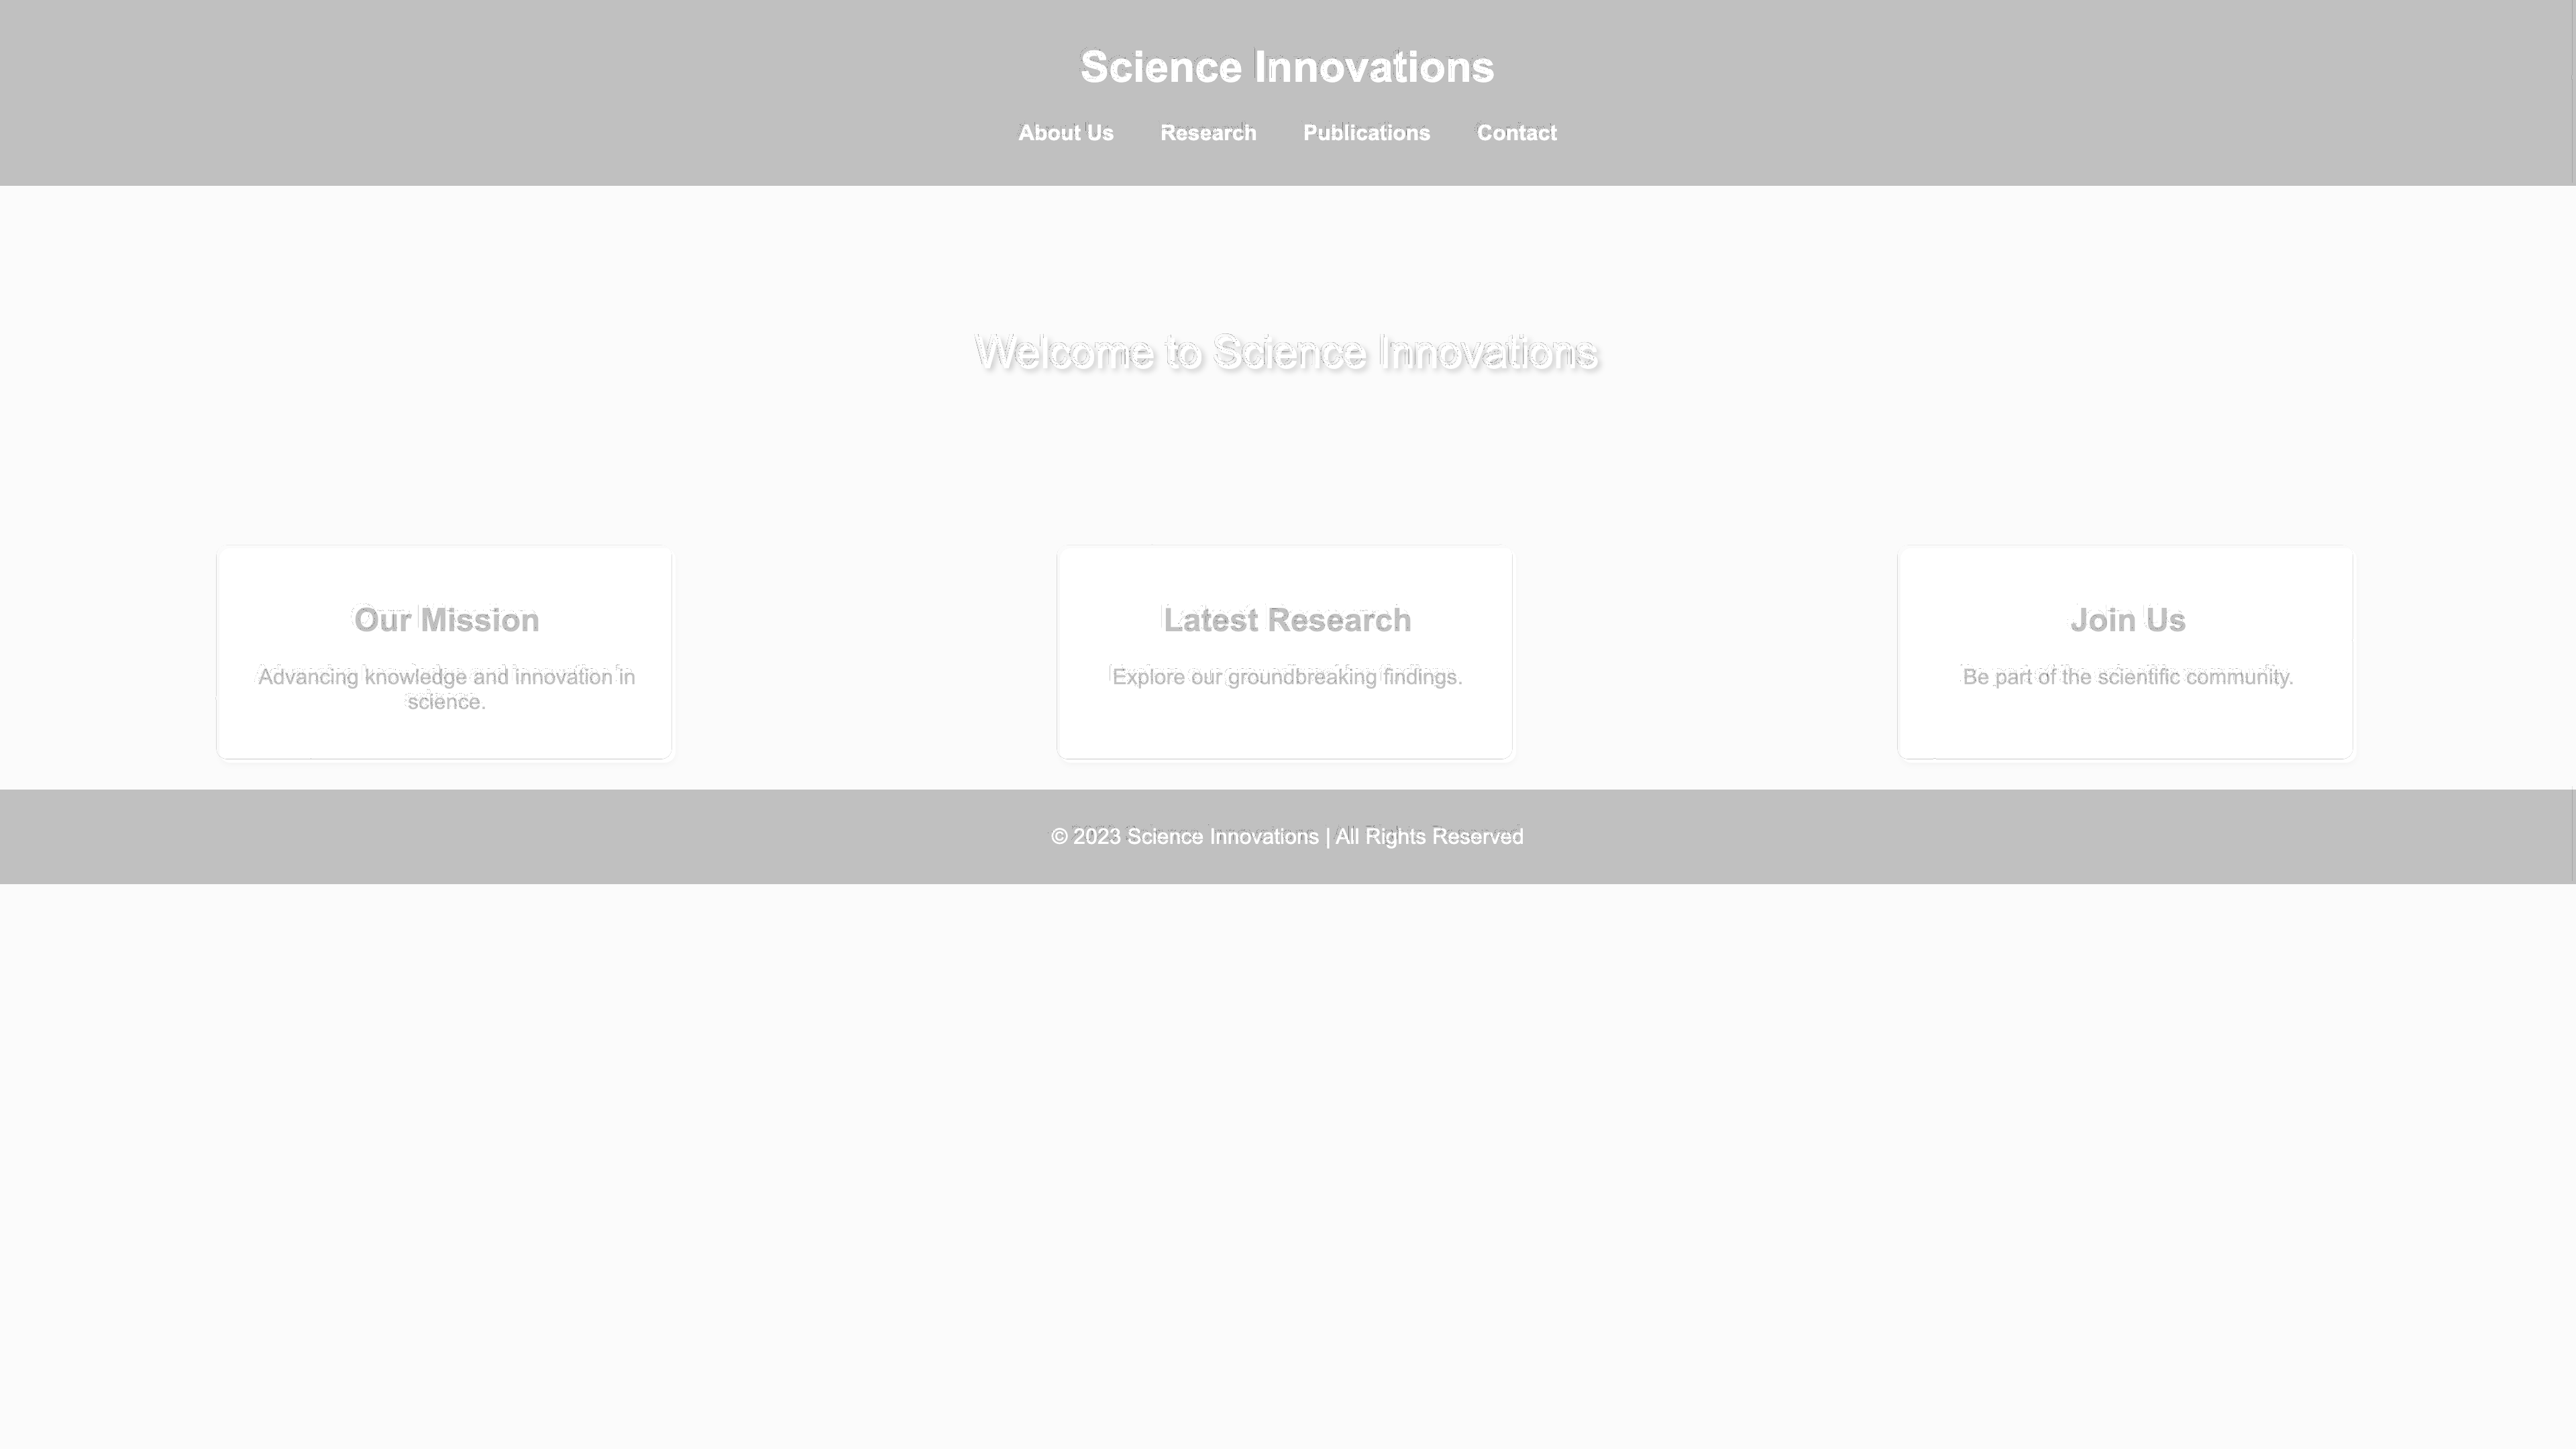 Science Innovations
About Us Research Publications Contact
Welcome to Science Innovations
Our Mission
Advancing knowledge and innovation in
science.
Latest Research
Explore our groundbreaking findings.
Join Us
Be part of the scientific community.
© 2023 Science Innovations | All Rights Reserved